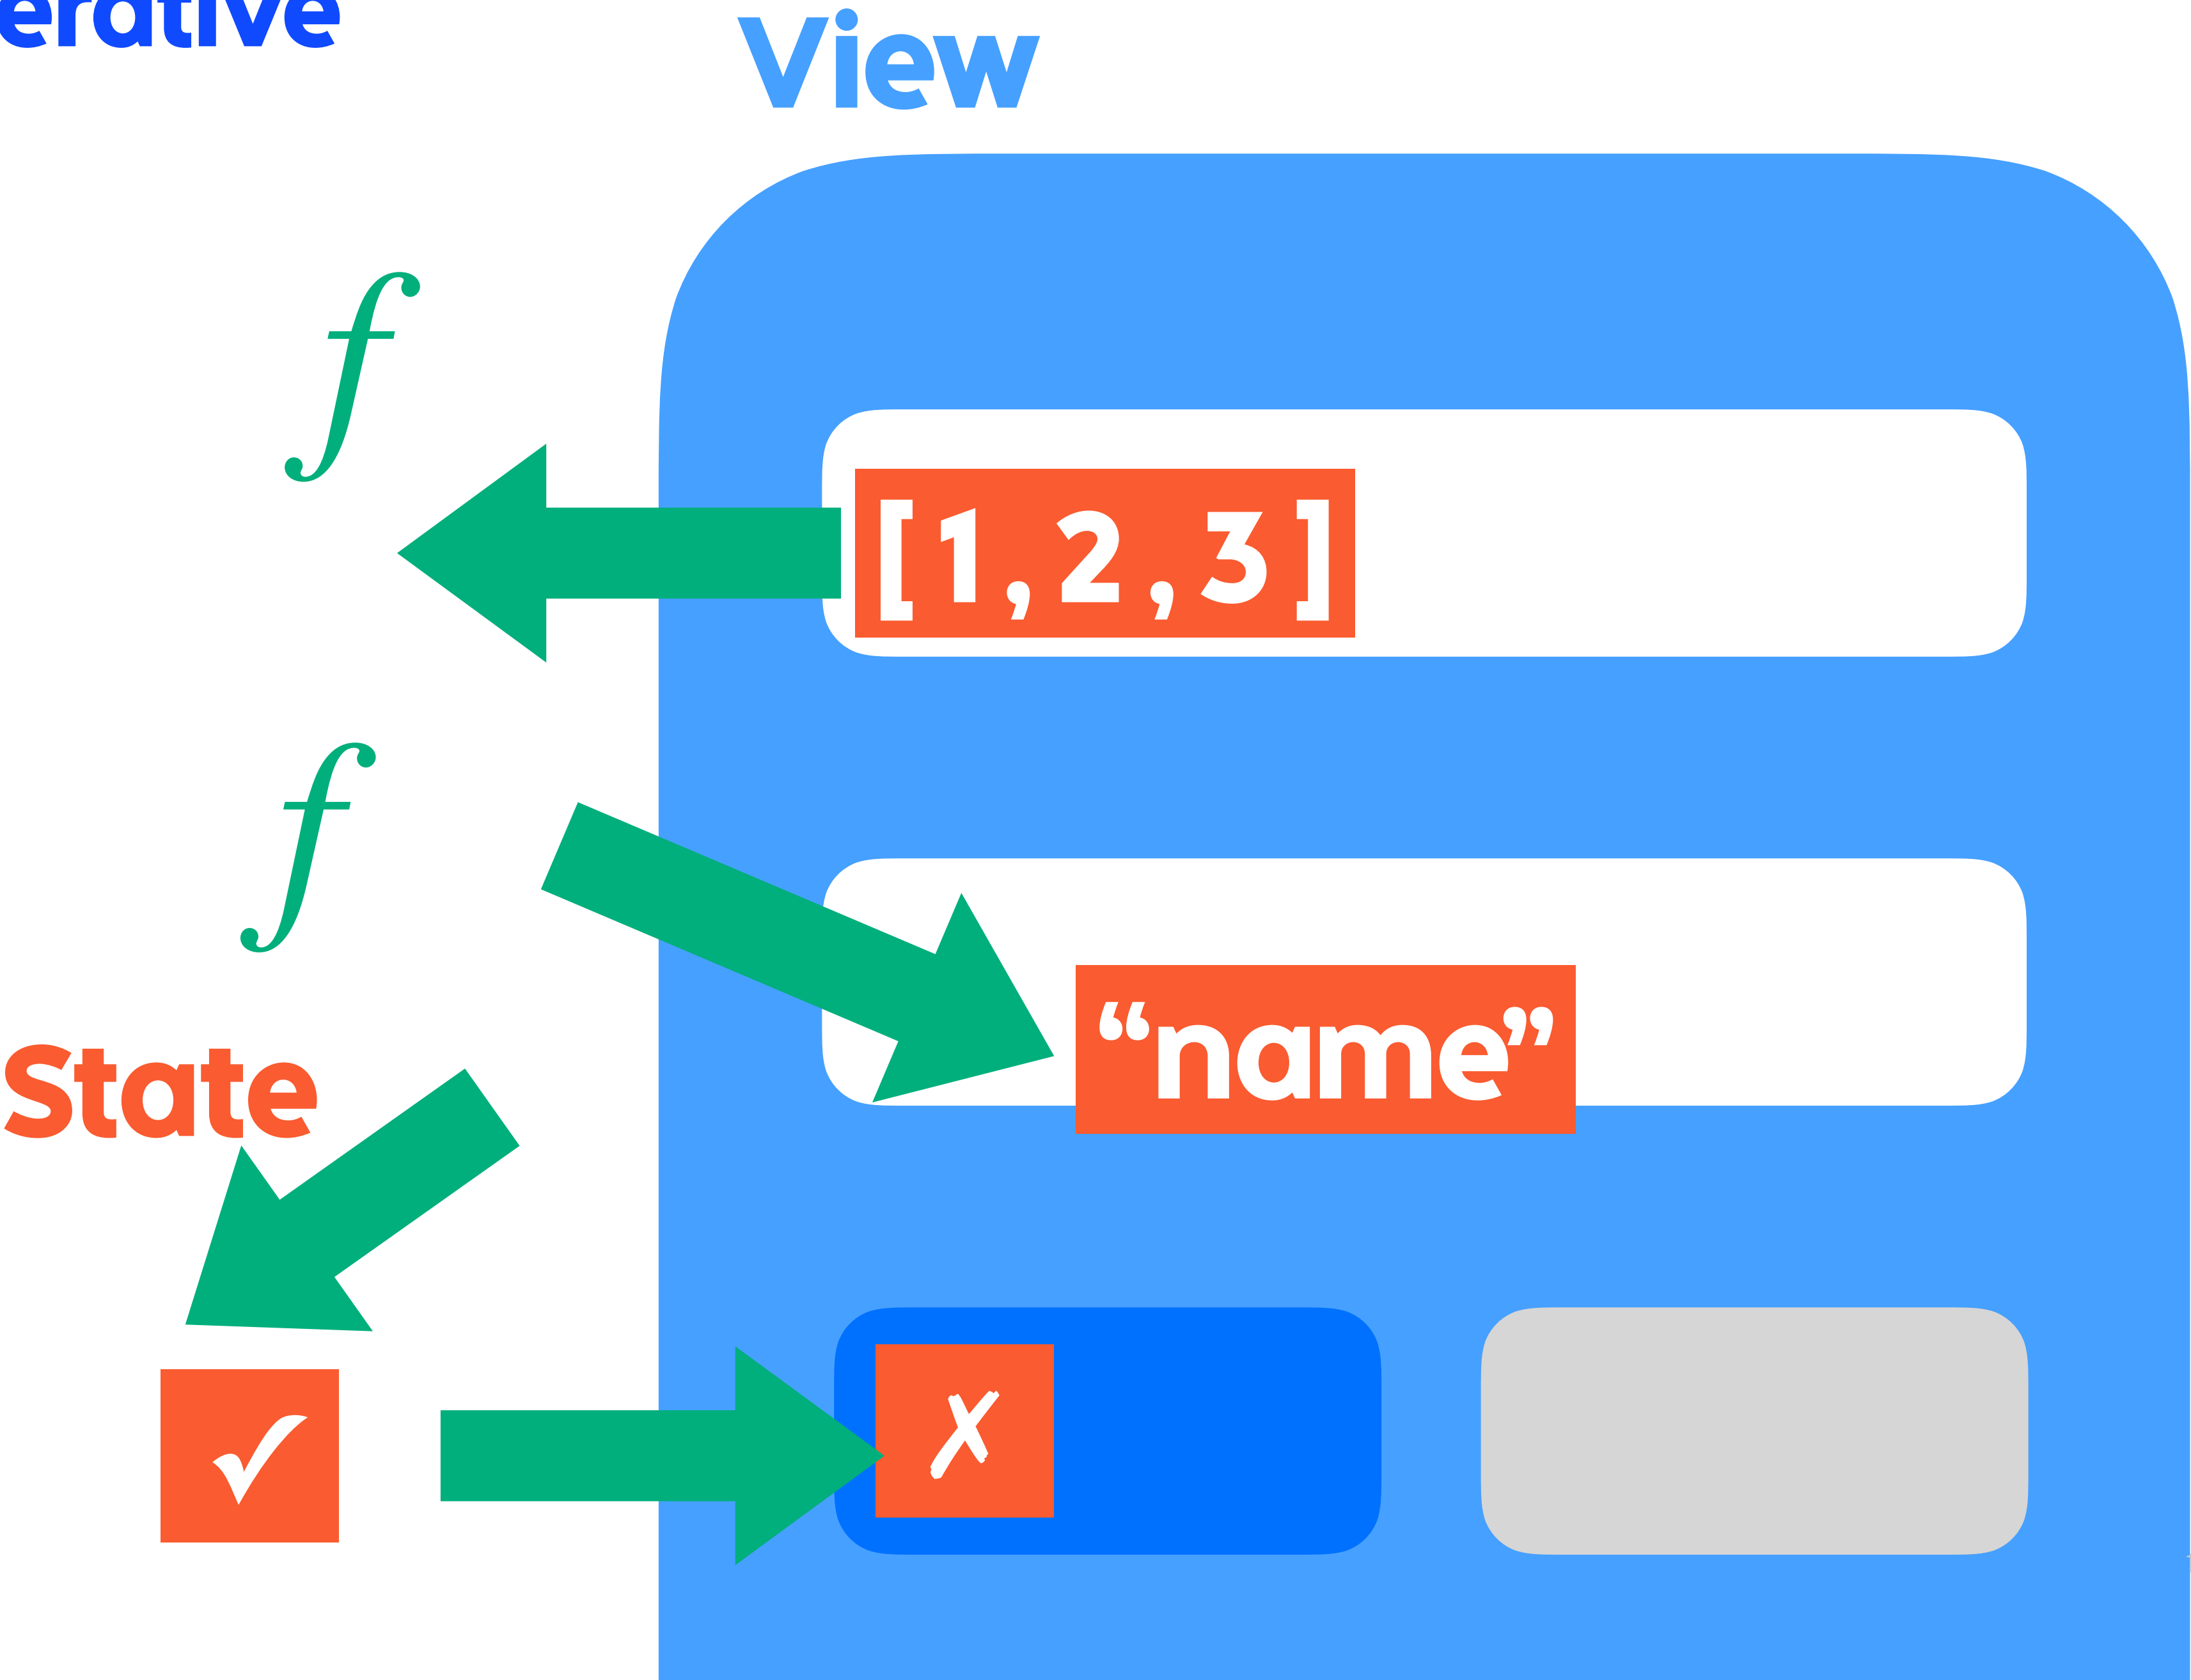 erative
View
f
[1,2,3]
f
“name”
State
✓
✗